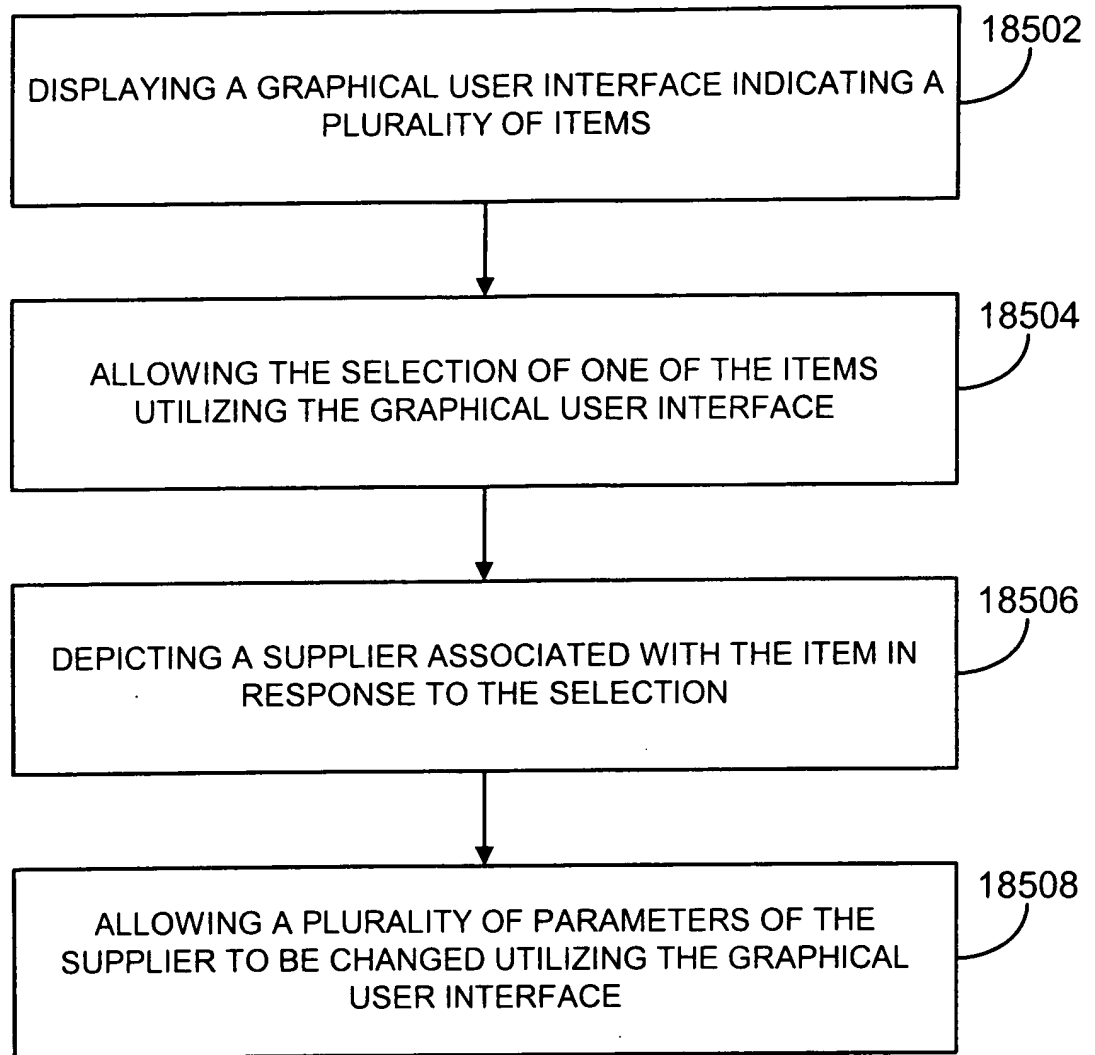 18502
DISPLAYING A GRAPHICAL USER INTERFACE INDICATING A
PLURALITY OF ITEMS
18504
ALLOWING THE SELECTION OF ONE OF THE ITEMS
UTILIZING THE GRAPHICAL USER INTERFACE
18506
DEPICTING A SUPPLIER ASSOCIATED WITH THE ITEM IN
RESPONSE TO THE SELECTION
18508
ALLOWING A PLURALITY OF PARAMETERS OF THE
SUPPLIER TO BE CHANGED UTILIZING THE GRAPHICAL
USER INTERFACE